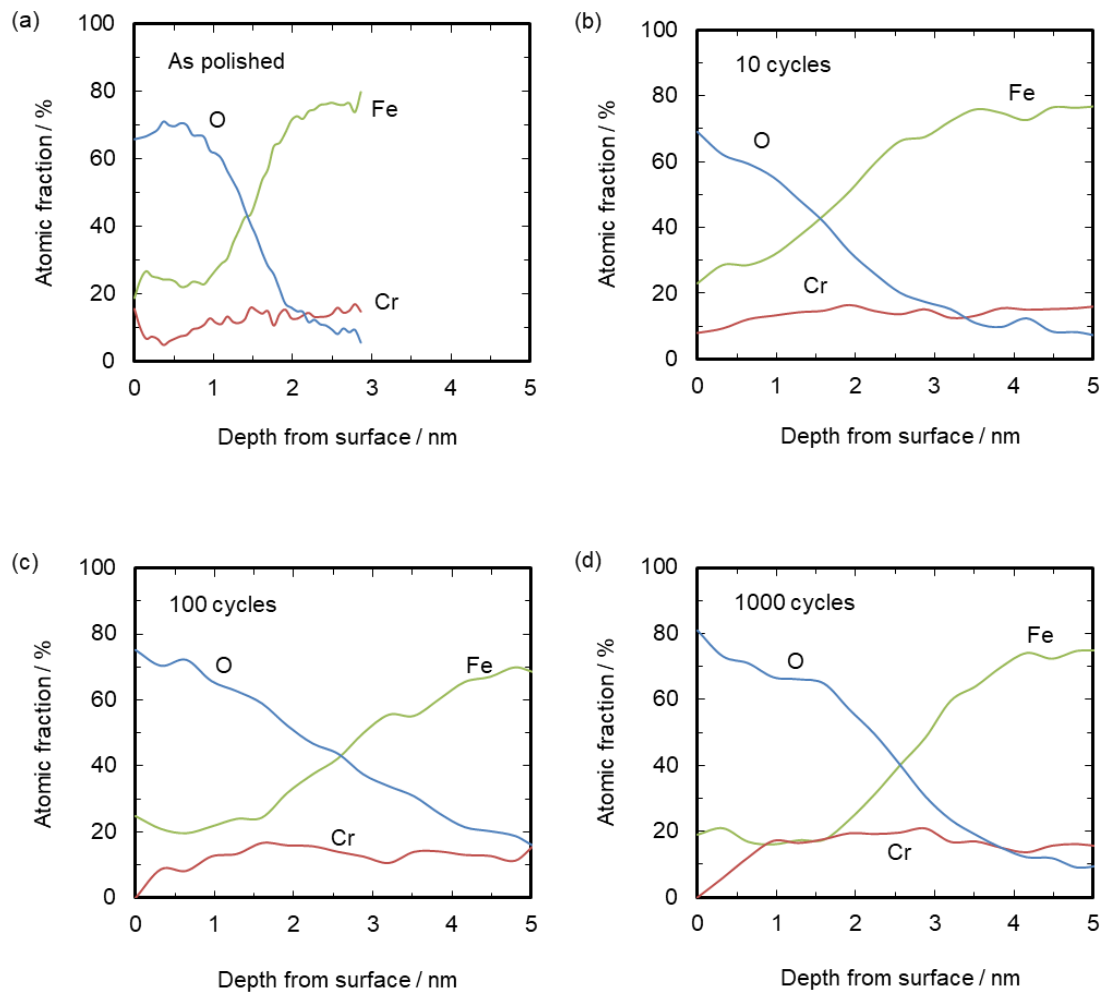 (a)
As polished
O
Fe
Cr
100
80
60
40
20
0
0 1 2 3 4 5
Atomic fraction / %
Depth from surface / nm
(b)
10 cycles
O
Fe
Cr
100
80
60
40
20
0
0 1 2 3 4 5
Atomic fraction / %
Depth from surface / nm
(c)
100 cycles
O
Fe
Cr
100
80
60
40
20
0
0 1 2 3 4 5
Atomic fraction / %
Depth from surface / nm
(d)
1000 cycles
O
Fe
Cr
100
80
60
40
20
0
0 1 2 3 4 5
Atomic fraction / %
Depth from surface / nm